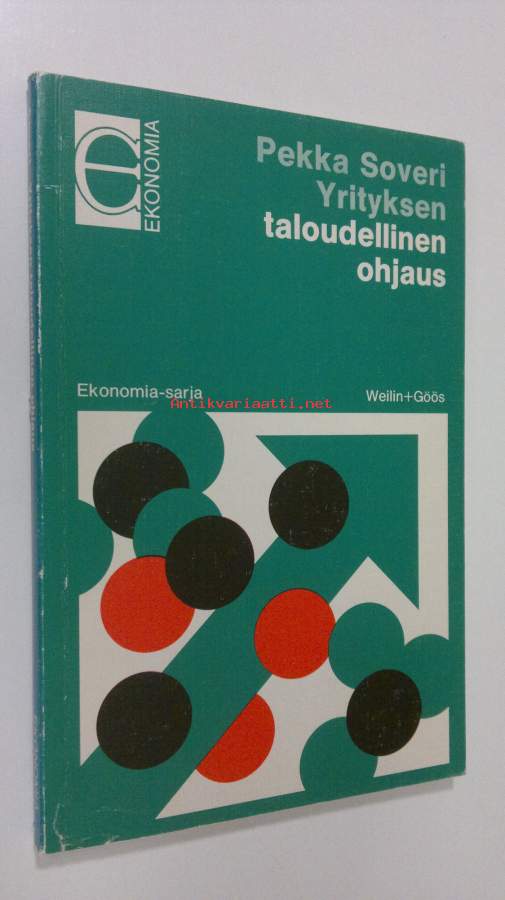 EKONOMIA
Pekka Soveri
Yrityksen
taloudellinen
ohjaus
Ekonomia-sarja
Weilin+Göös
Antikvariaatti.net